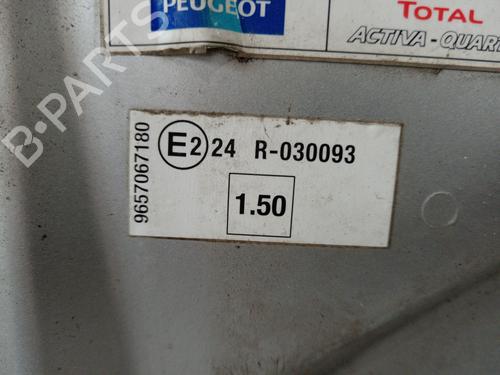 PEUGEOT
TOTAL
ACTIVA - QUART
9657067180
E2 24 R-030093
1.50
B-PARTS